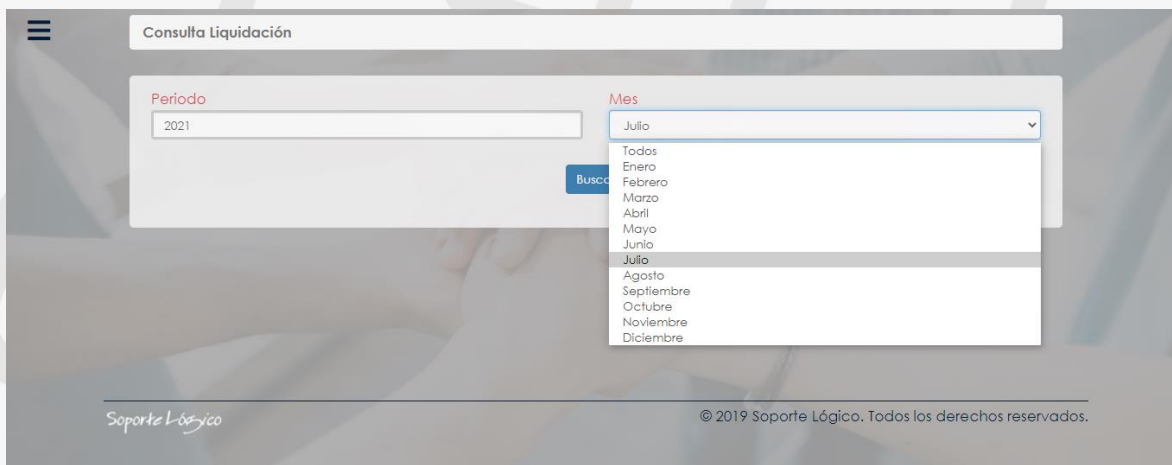 Consulta Liquidación
Periodo
Mes
2021
Julio
Todos
Enero
Busca
Febrero
Marzo
Abril
Mayo
Junio
Julio
Agosto
Septiembre
Octubre
Noviembre
Diciembre
Soporte Lógico
© 2019 Soporte Lógico. Todos los derechos reservados.